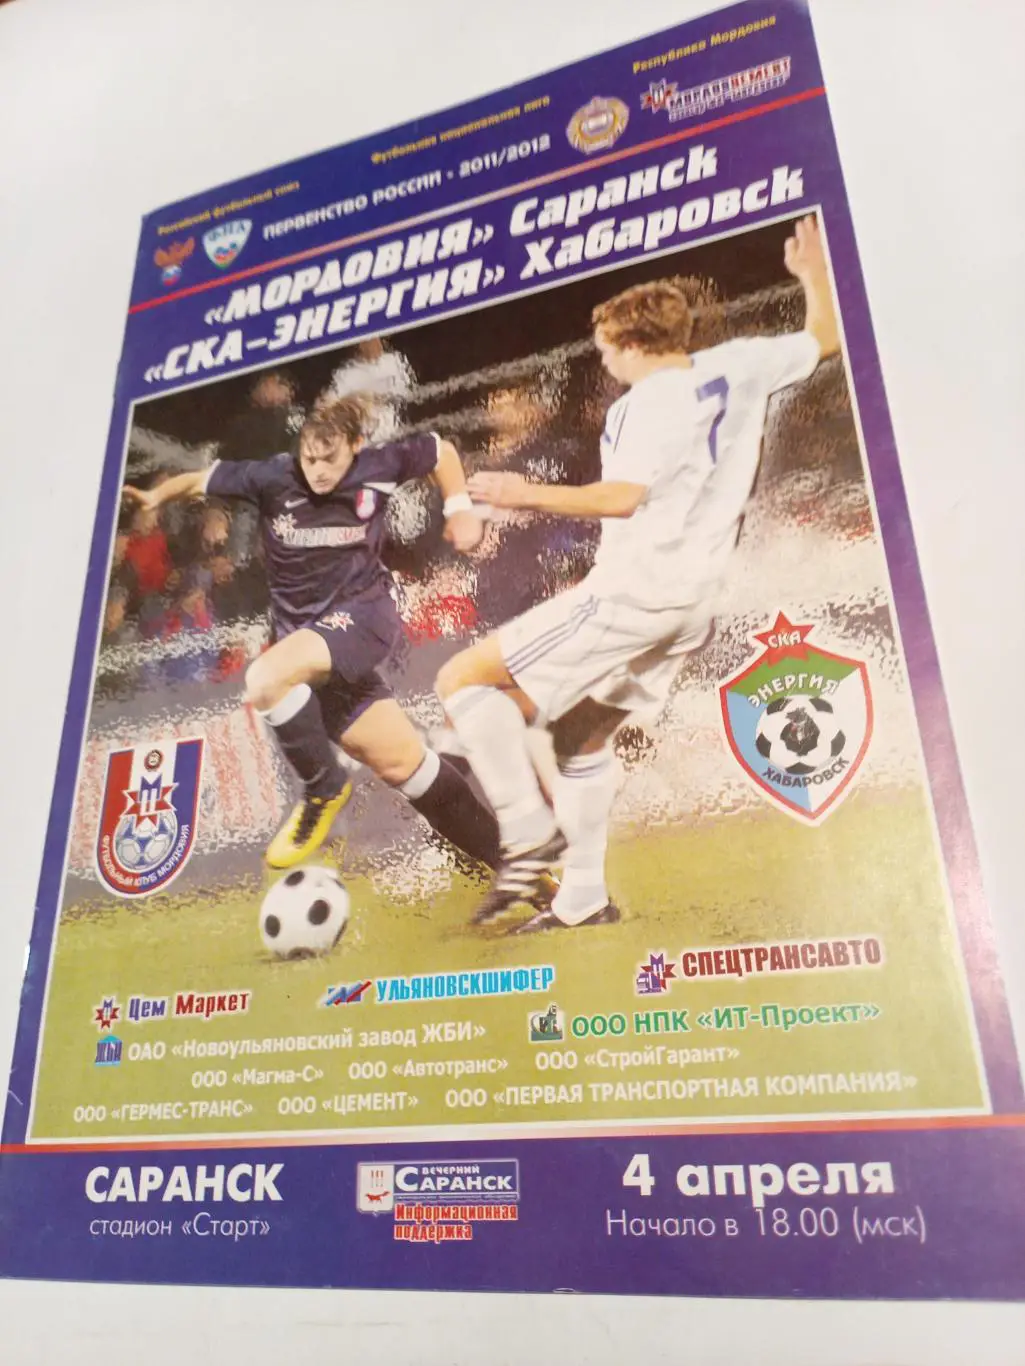 Республика Мордовия
Футбольная национальная лига
Российский футбольный союз
МОРДОВЦЕМЕНТ
ФНЛ
ПЕРВЕНСТВО РОССИИ - 2011/2012
«МОРДОВИЯ» Саранск
«СКА-ЭНЕРГИЯ» Хабаровск
7
СКА
ЭНЕРГИЯ
ХАБАРОВСК
ФУТБОЛЬНЫЙ КЛУБ МОРДОВИЯ
Цем Маркет
УЛЬЯНОВСКШИФЕР
СПЕЦТРАНСАВТО
ЖБИ
ОАО «Новоульяновский завод ЖБИ»
ООО НПК «ИТ-Проект»
ООО «Магма-С»
ООО «Автотранс»
ООО «СтройГарант»
ООО «ГЕРМЕС-ТРАНС»
ООО «ЦЕМЕНТ»
ООО «ПЕРВАЯ ТРАНСПОРТНАЯ КОМПАНИЯ»
САРАНСК
стадион «Старт»
ВЕЧЕРНИЙ
САРАНСК
Информационная
поддержка
4 апреля
Начало в 18.00 (мск)